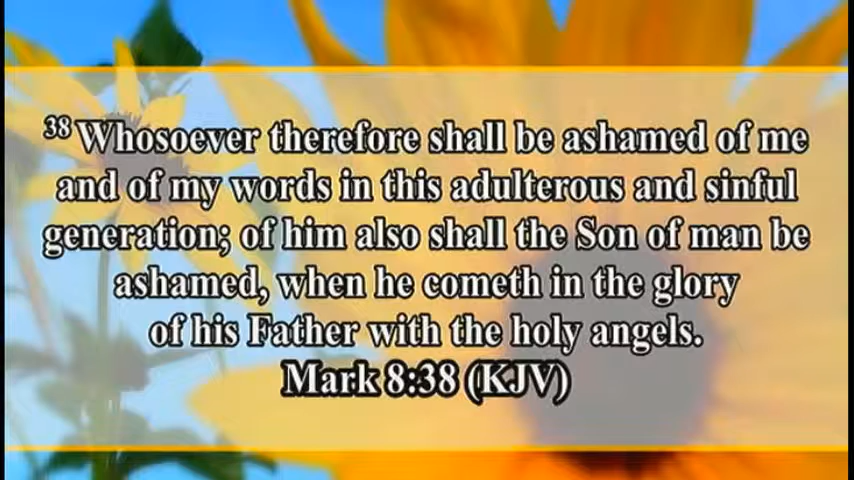 38 Whosoever therefore shall be ashamed of me
and of my words in this adulterous and sinful
generation; of him also shall the Son of man be
ashamed, when he cometh in the glory
of his Father with the holy angels.
Mark 8:38 (KJV)